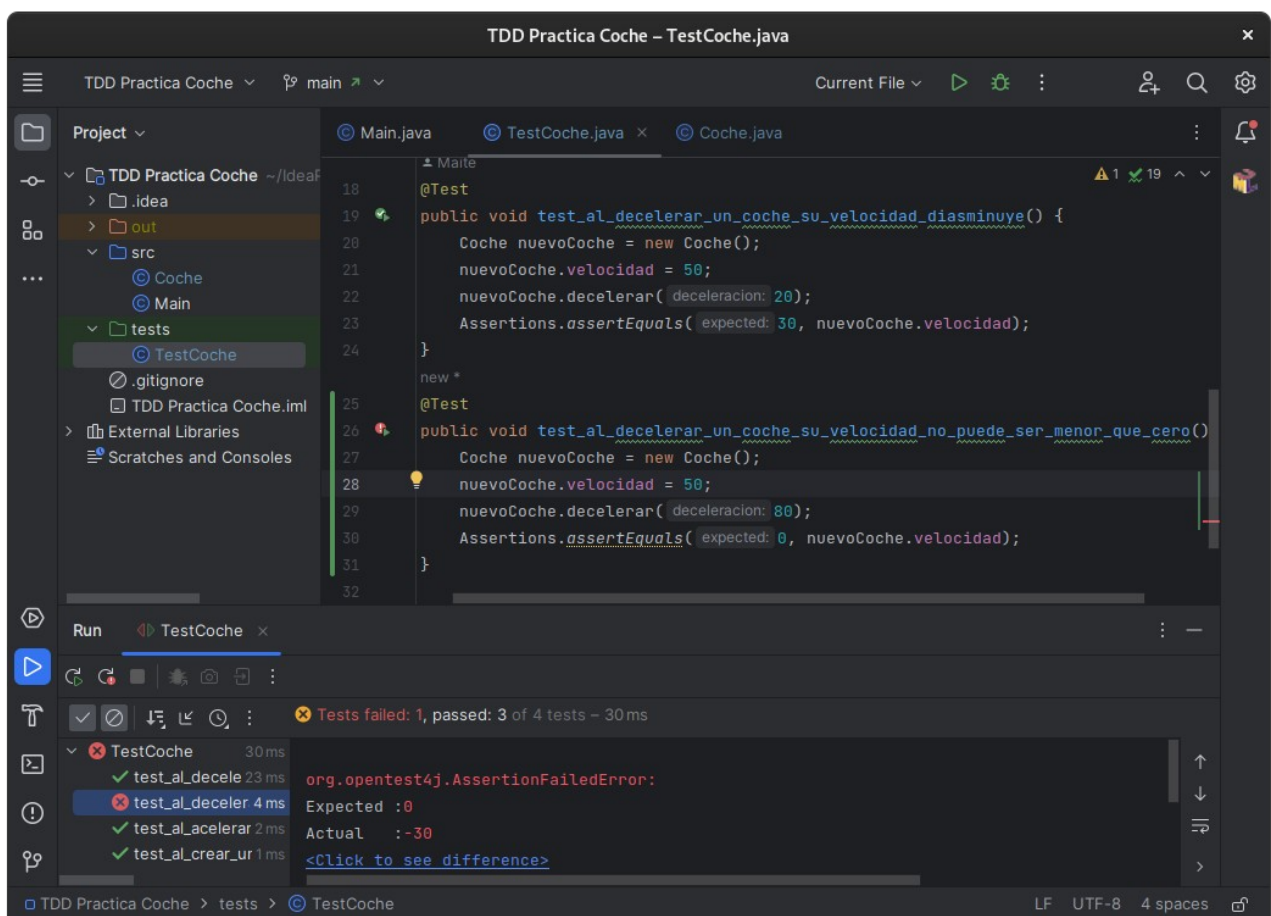 TDD Practica Coche – TestCoche.java
TDD Practica Coche
main
Current File
Project
Main.java
TestCoche.java
Coche.java
TDD Practica Coche ~/IdeaP
.idea
out
src
Coche
Main
tests
TestCoche
.gitignore
TDD Practica Coche.iml
External Libraries
Scratches and Consoles
Maite
1 19
18 @Test
19 public void test_al_decelerar_un_coche_su_velocidad_diasminuye() {
20 Coche nuevoCoche = new Coche();
21 nuevoCoche.velocidad = 50;
22 nuevoCoche.decelerar( deceleracion: 20);
23 Assertions.assertEquals( expected: 30, nuevoCoche.velocidad);
24 }
new *
25 @Test
26 public void test_al_decelerar_un_coche_su_velocidad_no_puede_ser_menor_que_cero()
27 Coche nuevoCoche = new Coche();
28 nuevoCoche.velocidad = 50;
29 nuevoCoche.decelerar( deceleracion: 80);
30 Assertions.assertEquals( expected: 0, nuevoCoche.velocidad);
31 }
32
Run
TestCoche
Tests failed: 1, passed: 3 of 4 tests – 30 ms
TestCoche 30 ms
test_al_decele 23 ms
test_al_deceler 4 ms
test_al_acelerar 2 ms
test_al_crear_ur 1 ms
org.opentest4j.AssertionFailedError:
Expected :0
Actual :-30
<Click to see difference>
TDD Practica Coche > tests > TestCoche
LF UTF-8 4 spaces